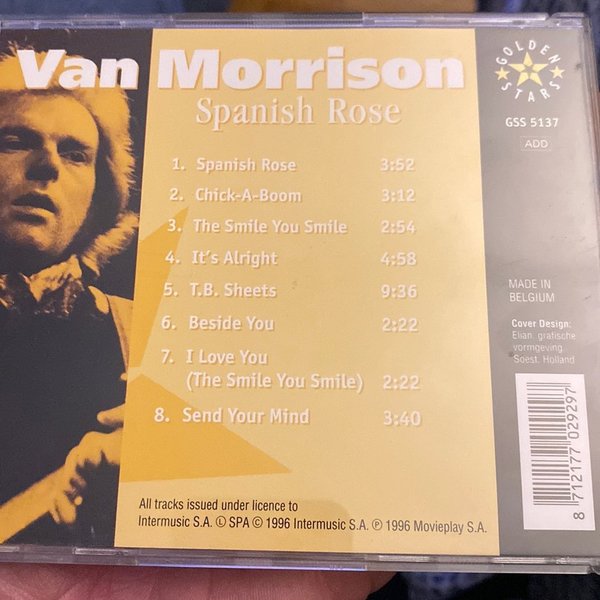 Van Morrison
Spanish Rose
1. Spanish Rose 3:52
2. Chick-A-Boom 3:12
3. The Smile You Smile 2:54
4. It's Alright 4:58
5. T.B. Sheets 9:36
6. Beside You 2:22
7. I Love You
(The Smile You Smile) 2:22
8. Send Your Mind 3:40
All tracks issued under licence to
Intermusic S.A. Ⓛ SPA © 1996 Intermusic S.A. ℗ 1996 Movieplay S.A.
GOLDEN
STARS
GSS 5137
ADD
MADE IN
BELGIUM
Cover Design:
Elian. grafische
vormgeving.
Soest. Holland
8 712177 029297